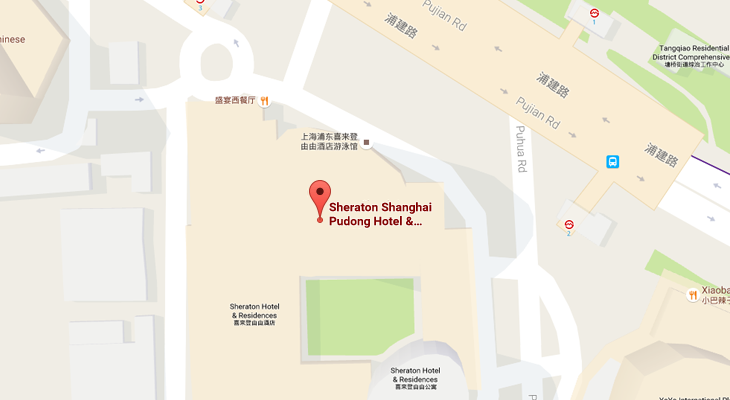 3
Pujian Rd
浦建路
1
Tangqiao Residential
District Comprehensive
塘桥街道综治工作中心
hinese
盛宴西餐厅
浦建路
Pujian Rd
上海浦东喜来登
由由酒店游泳馆
Puhua Rd
浦建路
Sheraton Shanghai
Pudong Hotel &...
2
Xiaoba
小巴辣子
Sheraton Hotel
& Residences
喜来登由由酒店
Sheraton Hotel
& Residences
喜来登由由公寓